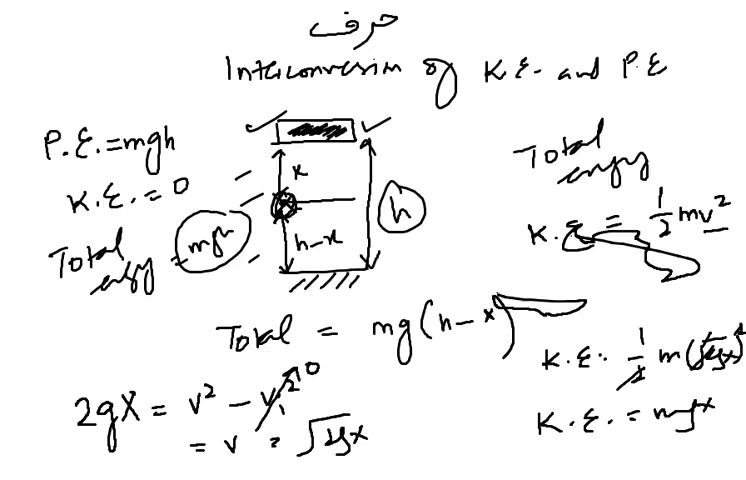 حرف
Interconversion of K.E. and P.E
P.E.=mgh
K.E.=0
Total energy = mgh
x
h-x
h
Total energy
K.E = 1/2 mv²
Total = mg(h-x)
2gX = v² - vᵢ² 0
= v = √2gx
K.E. 1/2 m(√2gx)²
K.E. = mgx